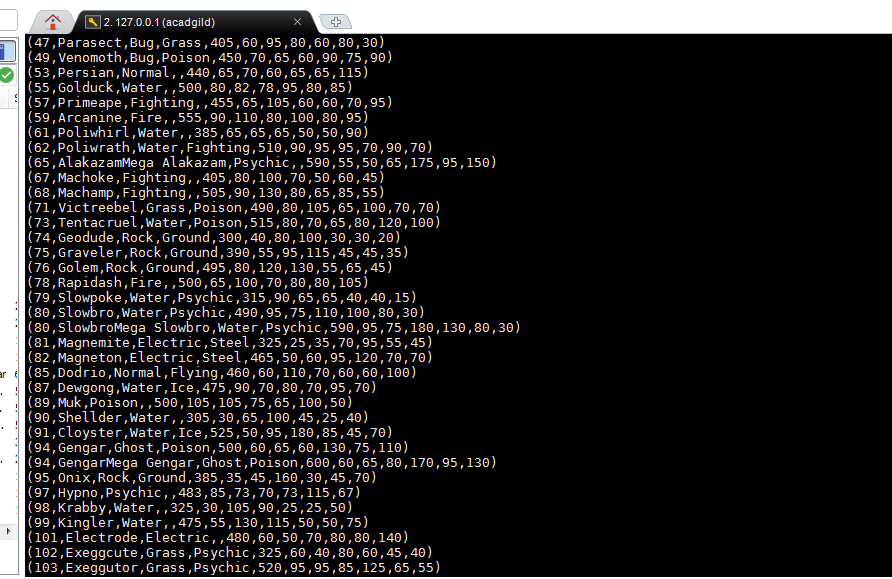 2. 127.0.0.1 (acadgild)
(47,Parasect,Bug,Grass,405,60,95,80,60,80,30)
(49,Venomoth,Bug,Poison,450,70,65,60,90,75,90)
(53,Persian,Normal,,440,65,70,60,65,65,115)
(55,Golduck,Water,,500,80,82,78,95,80,85)
(57,Primeape,Fighting,,455,65,105,60,60,70,95)
(59,Arcanine,Fire,,555,90,110,80,100,80,95)
(61,Poliwhirl,Water,,385,65,65,65,50,50,90)
(62,Poliwrath,Water,Fighting,510,90,95,95,70,90,70)
(65,AlakazamMega Alakazam,Psychic,,590,55,50,65,175,95,150)
(67,Machoke,Fighting,,405,80,100,70,50,60,45)
(68,Machamp,Fighting,,505,90,130,80,65,85,55)
(71,Victreebel,Grass,Poison,490,80,105,65,100,70,70)
(73,Tentacruel,Water,Poison,515,80,70,65,80,120,100)
(74,Geodude,Rock,Ground,300,40,80,100,30,30,20)
(75,Graveler,Rock,Ground,390,55,95,115,45,45,35)
(76,Golem,Rock,Ground,495,80,120,130,55,65,45)
(78,Rapidash,Fire,,500,65,100,70,80,80,105)
(79,Slowpoke,Water,Psychic,315,90,65,65,40,40,15)
(80,Slowbro,Water,Psychic,490,95,75,110,100,80,30)
(80,SlowbroMega Slowbro,Water,Psychic,590,95,75,180,130,80,30)
(81,Magnemite,Electric,Steel,325,25,35,70,95,55,45)
(82,Magneton,Electric,Steel,465,50,60,95,120,70,70)
(85,Dodrio,Normal,Flying,460,60,110,70,60,60,100)
(87,Dewgong,Water,Ice,475,90,70,80,70,95,70)
(89,Muk,Poison,,500,105,105,75,65,100,50)
(90,Shellder,Water,,305,30,65,100,45,25,40)
(91,Cloyster,Water,Ice,525,50,95,180,85,45,70)
(94,Gengar,Ghost,Poison,500,60,65,60,130,75,110)
(94,GengarMega Gengar,Ghost,Poison,600,60,65,80,170,95,130)
(95,Onix,Rock,Ground,385,35,45,160,30,45,70)
(97,Hypno,Psychic,,483,85,73,70,73,115,67)
(98,Krabby,Water,,325,30,105,90,25,25,50)
(99,Kingler,Water,,475,55,130,115,50,50,75)
(101,Electrode,Electric,,480,60,50,70,80,80,140)
(102,Exeggcute,Grass,Psychic,325,60,40,80,60,45,40)
(103,Exeggutor,Grass,Psychic,520,95,95,85,125,65,55)